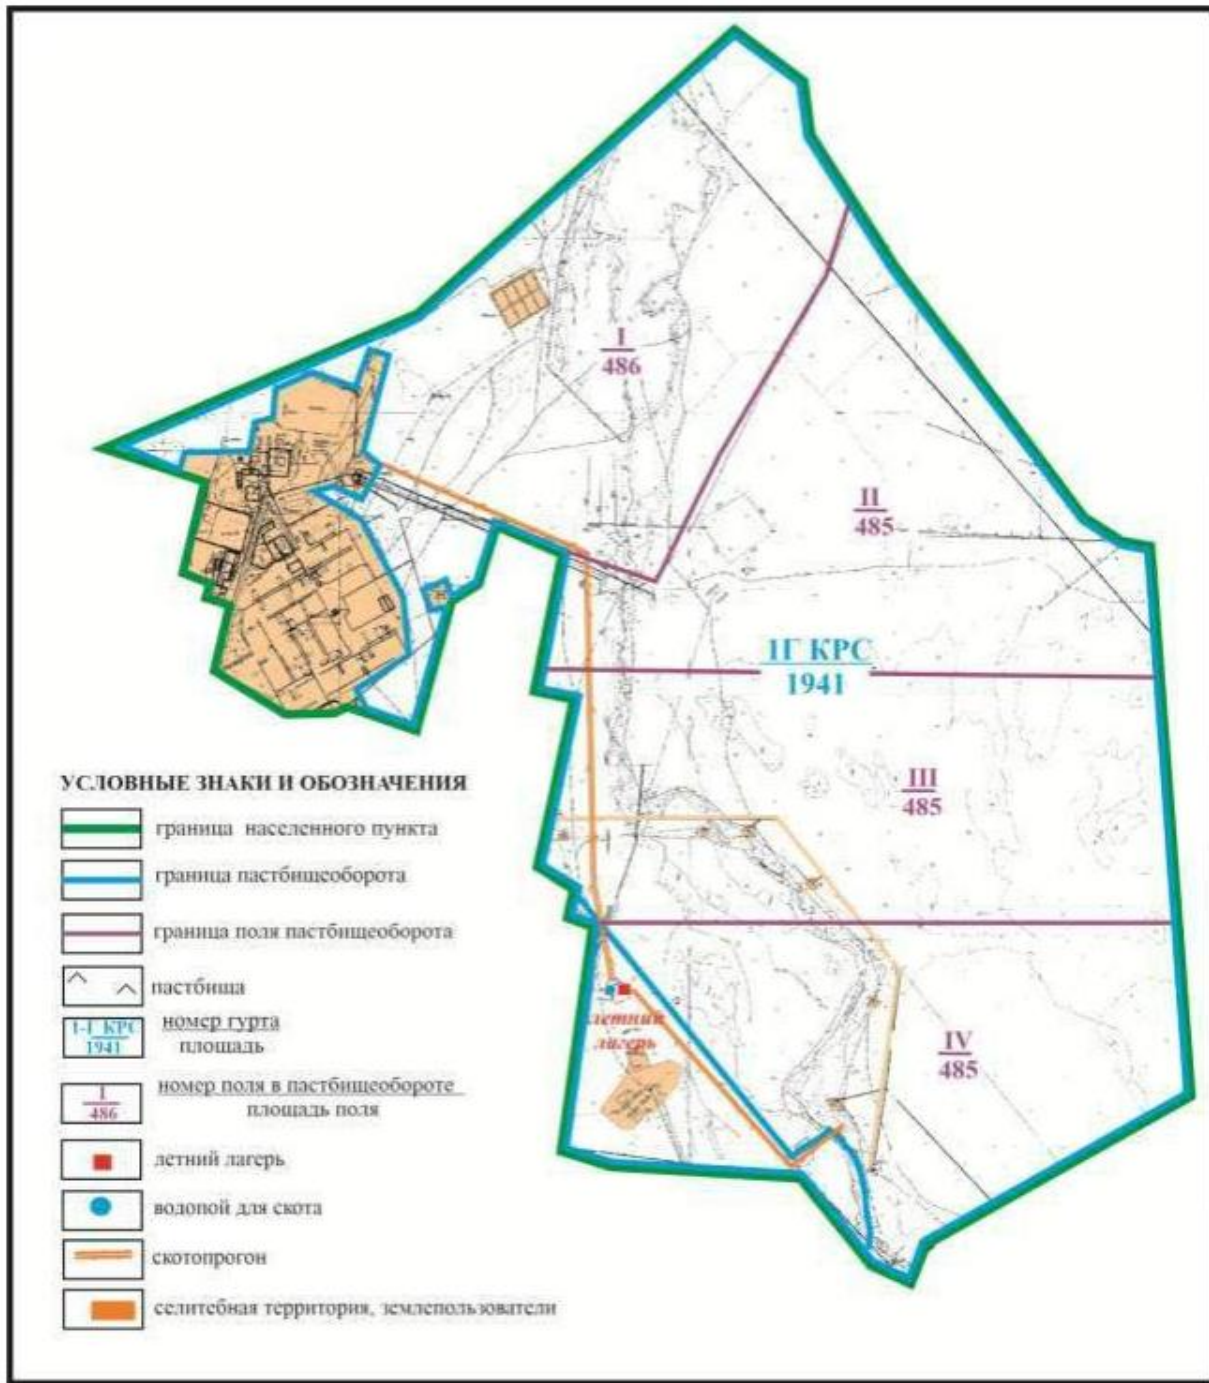 I
486
II
485
1Г КРС
1941
III
485
летний
лагерь
IV
485
УСЛОВНЫЕ ЗНАКИ И ОБОЗНАЧЕНИЯ
граница населенного пункта
граница пастбищеоборота
граница поля пастбищеоборота
пастбища
1-Г КРС
1941
номер гурта
площадь
I
486
номер поля в пастбищеобороте
площадь поля
летний лагерь
водопой для скота
скотопрогон
селитебная территория, землепользователи